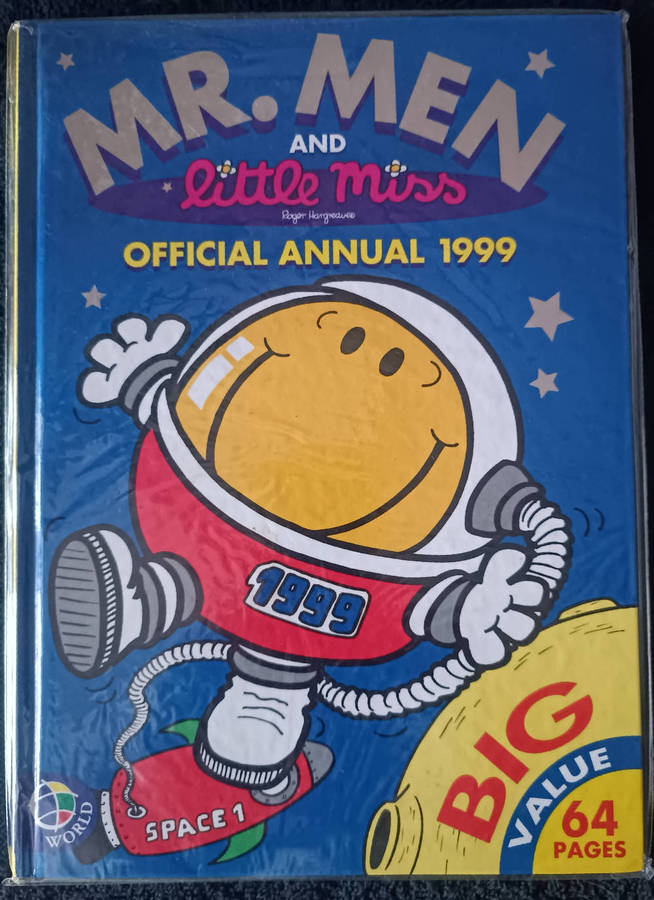 MR. MEN
AND
little miss
Roger Hargreaves
OFFICIAL ANNUAL 1999
1999
BIG
VALUE
64
PAGES
SPACE 1
WORLD